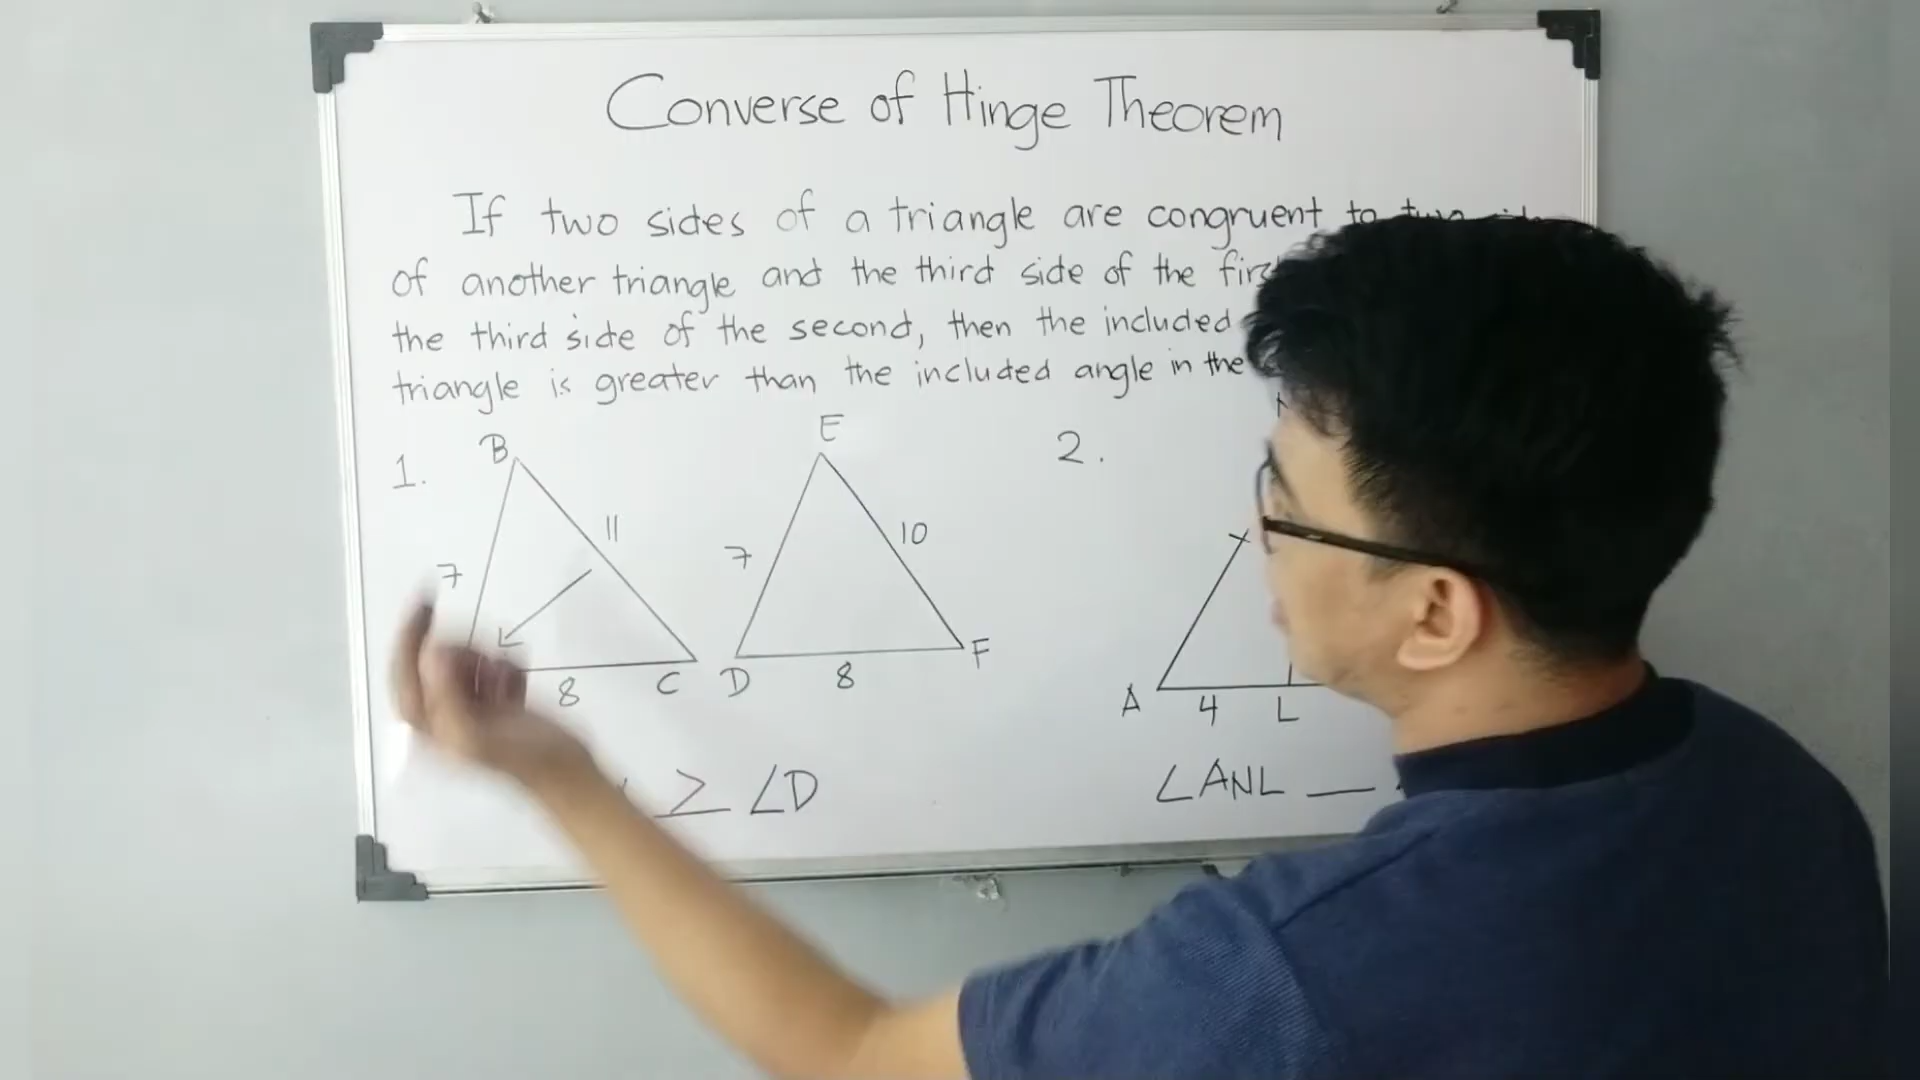 Converse of Hinge Theorem
If two sides of a triangle are congruent to two
of another triangle and the third side of the
the third side of the second, then the included
triangle is greater than the included angle in the
1.
B
11
7
8
C
E
7
10
D
8
F
> ∠D
2.
A
4
L
∠ANL __